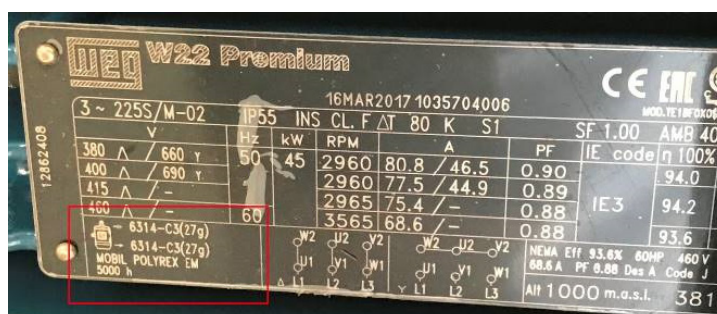 WEG W22 Premium
CE EAC
16MAR2017 1035704006
MOD.TE1BF0X0$
3 ~ 225S/M-02 IP55 INS CL. F ΔT 80 K S1 SF 1.00 AMB 40
V Hz kW RPM A PF IE code η 100%
380 Δ / 660 Y 50 45 2960 80.8 / 46.5 0.90 IE3 94.0
400 Δ / 690 Y 2960 77.5 / 44.9 0.89 94.2
415 Δ / - 2965 75.4 / - 0.88 93.6
460 Δ / - 60 3565 68.6 / - 0.88
12862408
6314-C3(27g)
6314-C3(27g)
MOBIL POLYREX EM
5000 h
W2 U2 V2
U1 V1 W1
Δ L1 L2 L3
W2 U2 V2
U1 V1 W1
Y L1 L2 L3
NEMA Eff 93.6% 60HP 460V
68.6A PF 0.88 Des A Code J
Alt 1000 m.a.s.l. 381